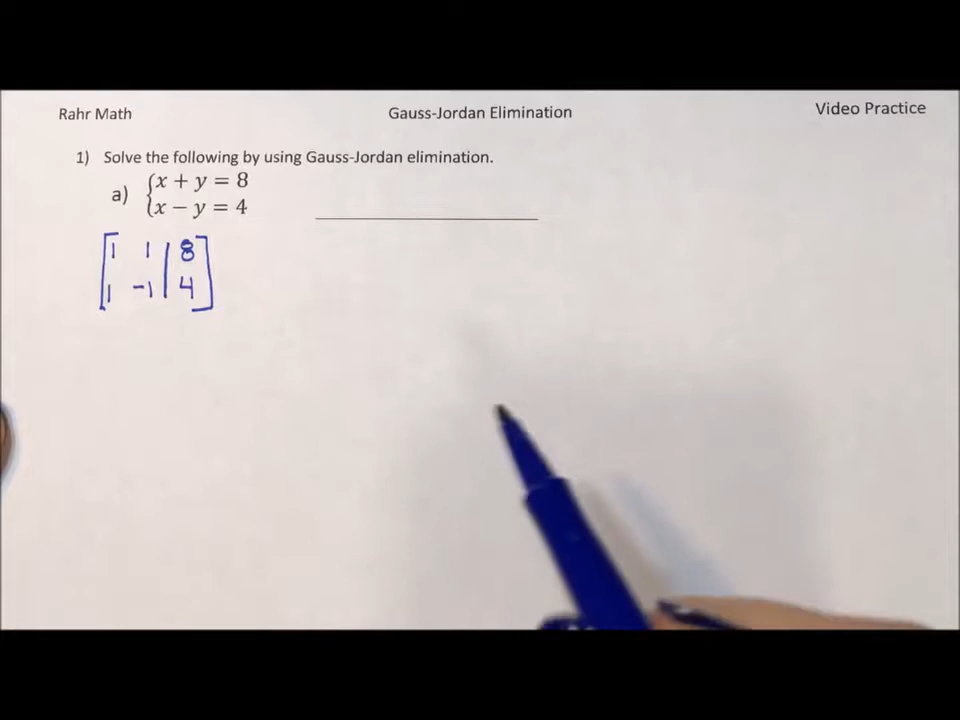 Rahr Math Gauss-Jordan Elimination Video Practice
1) Solve the following by using Gauss-Jordan elimination.
a) {x + y = 8
{x − y = 4
[1 1 | 8]
[1 -1 | 4]